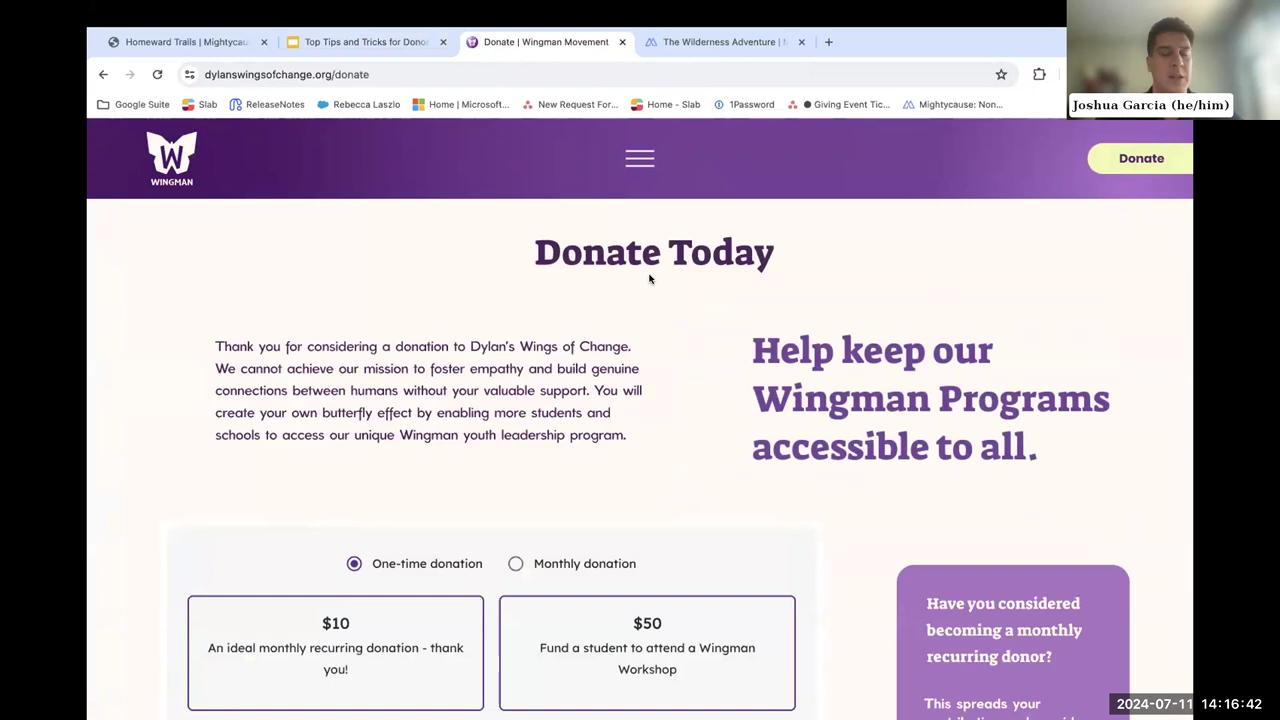 Homeward Trails | Mightycau
Top Tips and Tricks for Donor
Donate | Wingman Movement
The Wilderness Adventure |
dylanswingsofchange.org/donate
Google Suite
Slab
ReleaseNotes
Rebecca Laszlo
Home | Microsoft...
New Request For...
Home - Slab
1Password
Giving Event Tic...
Mightycause: Non...
Joshua Garcia (he/him)
W
WINGMAN
Donate
Donate Today
Thank you for considering a donation to Dylan's Wings of Change.
We cannot achieve our mission to foster empathy and build genuine
connections between humans without your valuable support. You will
create your own butterfly effect by enabling more students and
schools to access our unique Wingman youth leadership program.
Help keep our
Wingman Programs
accessible to all.
One-time donation
Monthly donation
$10
An ideal monthly recurring donation - thank
you!
$50
Fund a student to attend a Wingman
Workshop
Have you considered
becoming a monthly
recurring donor?
This spreads your
2024-07-11 14:16:42